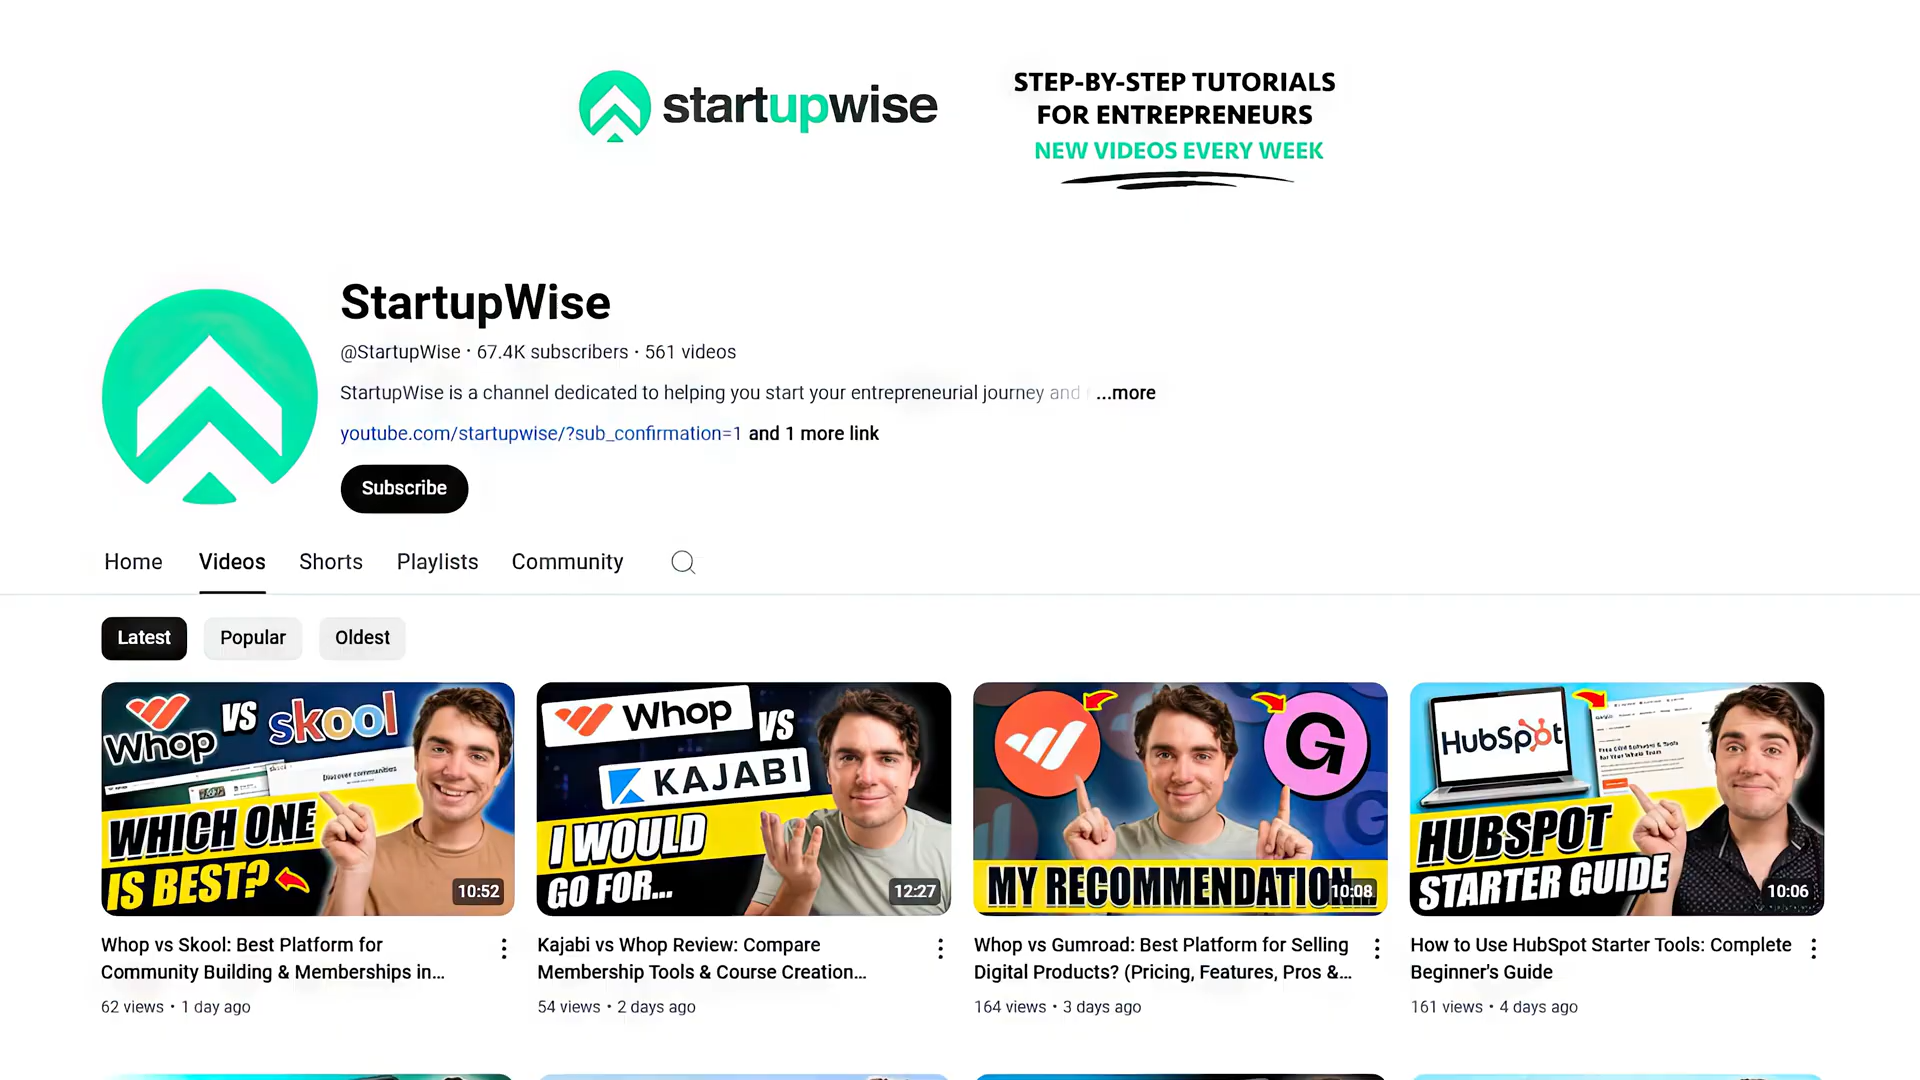 startupwise
STEP-BY-STEP TUTORIALS
FOR ENTREPRENEURS
NEW VIDEOS EVERY WEEK
StartupWise
@StartupWise · 67.4K subscribers · 561 videos
StartupWise is a channel dedicated to helping you start your entrepreneurial journey and ...more
youtube.com/startupwise/?sub_confirmation=1 and 1 more link
Subscribe
Home Videos Shorts Playlists Community
Latest Popular Oldest
Whop vs skool
Discover communities
WHICH ONE
IS BEST?
10:52
Whop
vs
KAJABI
I WOULD
GO FOR...
12:27
G
MY RECOMMENDATION...
10:08
HubSpot
HUBSPOT
STARTER GUIDE
10:06
Whop vs Skool: Best Platform for
Community Building & Memberships in...
62 views · 1 day ago
Kajabi vs Whop Review: Compare
Membership Tools & Course Creation...
54 views · 2 days ago
Whop vs Gumroad: Best Platform for Selling
Digital Products? (Pricing, Features, Pros &...
164 views · 3 days ago
How to Use HubSpot Starter Tools: Complete
Beginner's Guide
161 views · 4 days ago